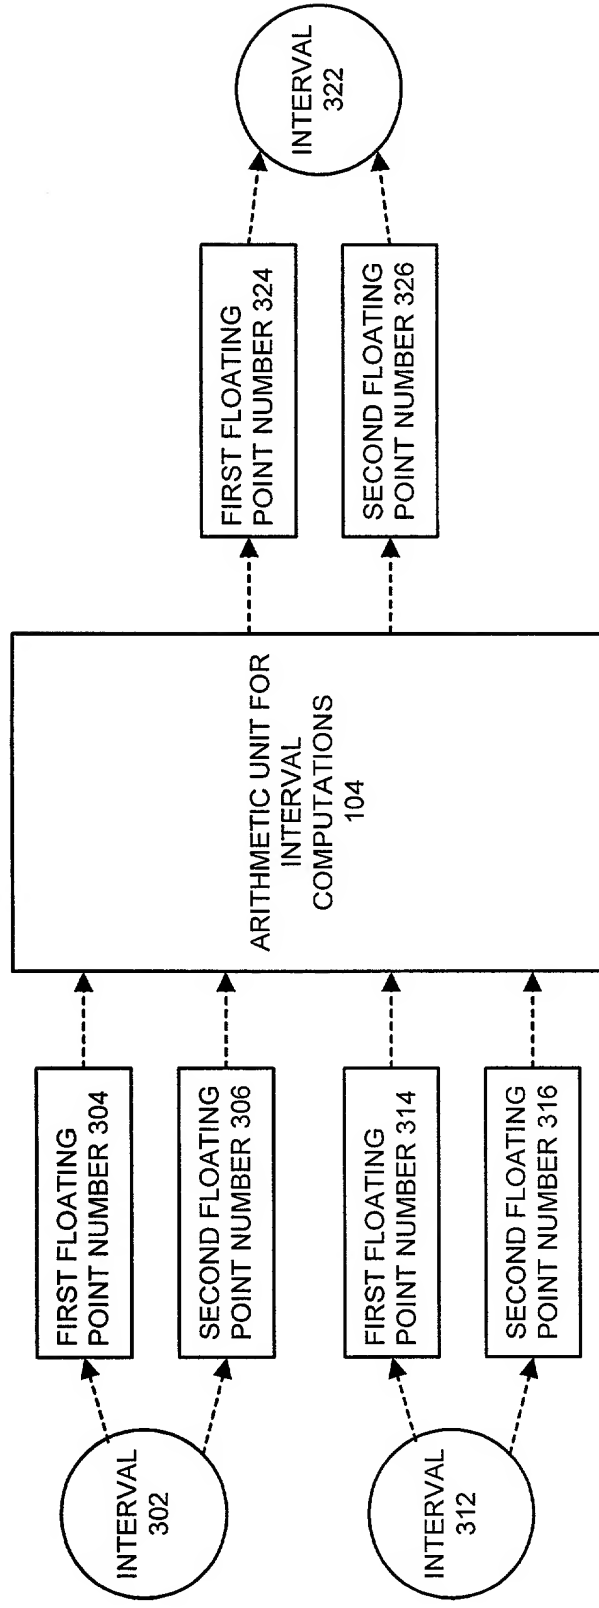 INTERVAL
302
FIRST FLOATING
POINT NUMBER 304
SECOND FLOATING
POINT NUMBER 306
INTERVAL
312
FIRST FLOATING
POINT NUMBER 314
SECOND FLOATING
POINT NUMBER 316
ARITHMETIC UNIT FOR
INTERVAL
COMPUTATIONS
104
FIRST FLOATING
POINT NUMBER 324
SECOND FLOATING
POINT NUMBER 326
INTERVAL
322